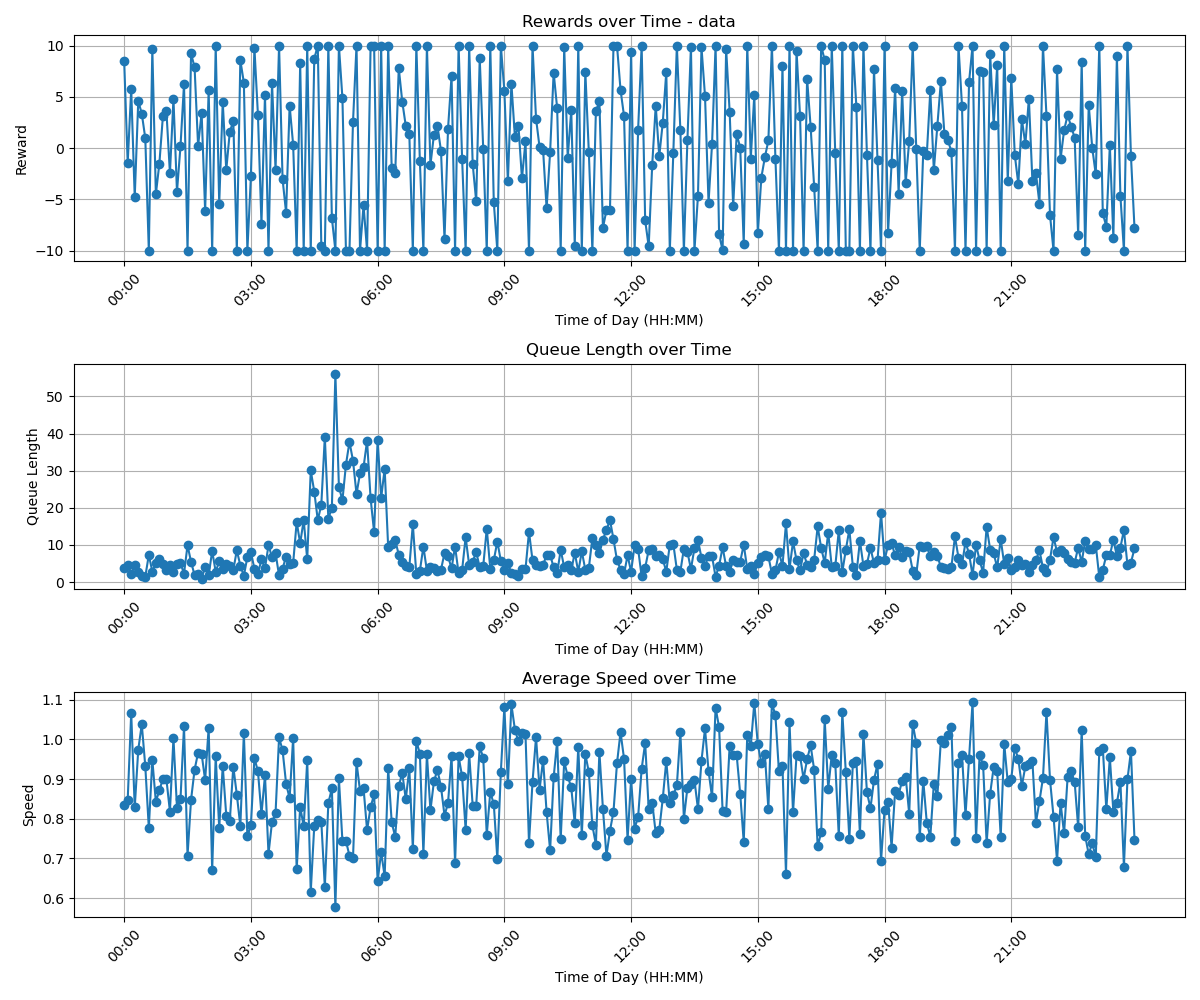 Rewards over Time - data
10
5
0
−5
−10
Reward
00:00 03:00 06:00 09:00 12:00 15:00 18:00 21:00
Time of Day (HH:MM)
Queue Length over Time
50
40
30
20
10
0
Queue Length
00:00 03:00 06:00 09:00 12:00 15:00 18:00 21:00
Time of Day (HH:MM)
Average Speed over Time
1.1
1.0
0.9
0.8
0.7
0.6
Speed
00:00 03:00 06:00 09:00 12:00 15:00 18:00 21:00
Time of Day (HH:MM)